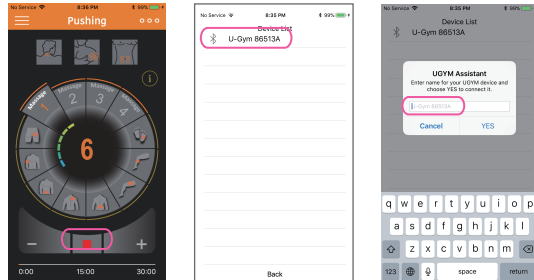 No Service 8:36 PM 99%
Pushing
i
Massage 1
Massage 2
Massage 3
Massage 4
6
- +
0:00 15:00 30:00
No Service 8:35 PM 99%
Device List
U-Gym 86513A
Back
No Service 8:35 PM 99%
Device List
U-Gym 86513A
UGYM Assistant
Enter name for your UGYM device and
choose YES to connect it.
U-Gym 86513A
Cancel YES
q w e r t y u i o p
a s d f g h j k l
z x c v b n m
123 space return